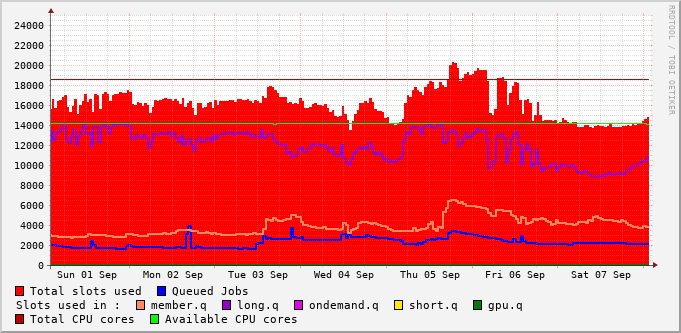 24000
22000
20000
18000
16000
14000
12000
10000
8000
6000
4000
2000
0
Sun 01 Sep Mon 02 Sep Tue 03 Sep Wed 04 Sep Thu 05 Sep Fri 06 Sep Sat 07 Sep
Total slots used Queued Jobs
Slots used in : member.q long.q ondemand.q short.q gpu.q
Total CPU cores Available CPU cores
RRDTOOL / TOBI OETIKER